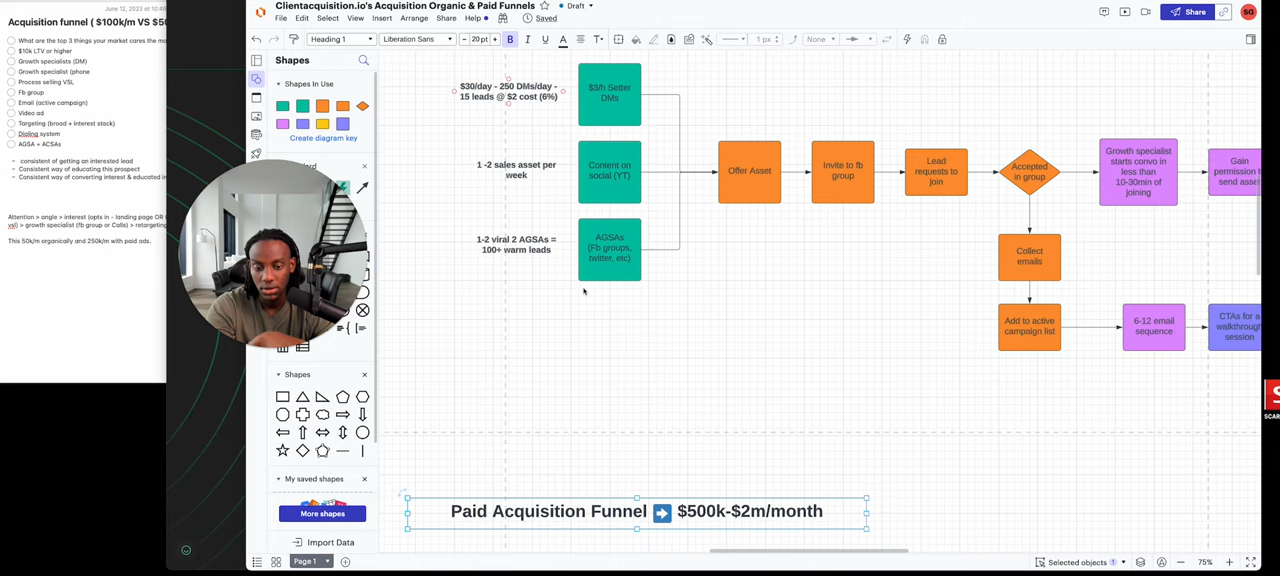 June 12, 2023 at 10:45
Acquisition funnel ( $100k/m VS $50
What are the top 3 things your market cares the mo
$10k LTV or higher
Growth specialists (DM)
Growth specialist (phone
Process selling VSL
Fb group
Email (active campaign)
Video ad
Targeting (broad + interest stack)
Dialing system
AGSA + ACSAs
– consistent of getting an interested lead
– Consistent way of educating this prospect
– Consistent way of converting interest & educated in
Attention > angle > interest (opts in – landing page OR
vsl) > growth specialist (fb group or Calls) > retargeting
This 50k/m organically and 250k/m with paid ads.
Clientacquisition.io's Acquisition Organic & Paid Funnels
Draft
File Edit Select View Insert Arrange Share Help
Saved
Share
SG
Heading 1
Liberation Sans
20 pt
B I U A T
1 px
None
Shapes
Shapes In Use
Create diagram key
Shapes
My saved shapes
More shapes
Import Data
$30/day - 250 DMs/day -
15 leads @ $2 cost (6%)
$3/h Setter
DMs
1 -2 sales asset per
week
Content on
social (YT)
1-2 viral 2 AGSAs =
100+ warm leads
AGSAs
(Fb groups,
twitter, etc)
Offer Asset
Invite to fb
group
Lead
requests to
join
Accepted
in group
Growth specialist
starts convo in
less than
10-30min of
joining
Gain
permission t
send asset
Collect
emails
Add to active
campaign list
6-12 email
sequence
CTAs for a
walkthroug
session
Paid Acquisition Funnel ➡ $500k-$2m/month
Page 1
Selected objects 1
75%
S
SCAR